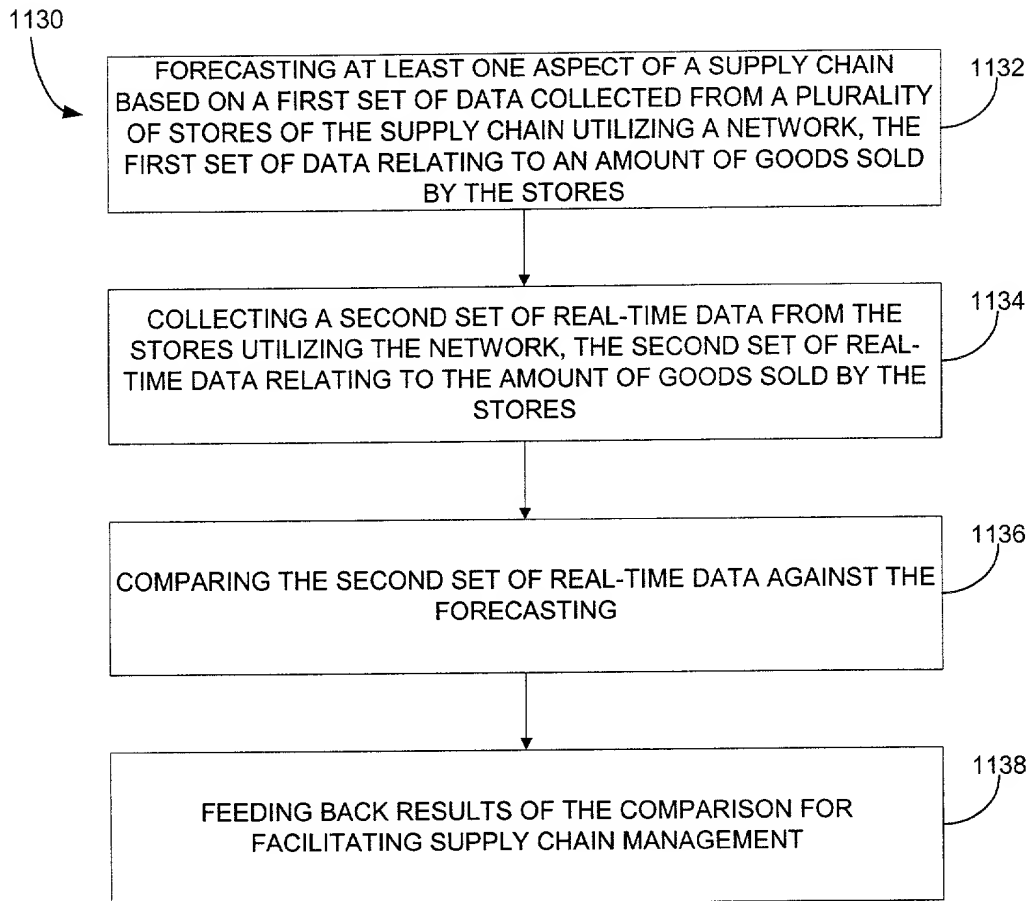 1130
FORECASTING AT LEAST ONE ASPECT OF A SUPPLY CHAIN
BASED ON A FIRST SET OF DATA COLLECTED FROM A PLURALITY
OF STORES OF THE SUPPLY CHAIN UTILIZING A NETWORK, THE
FIRST SET OF DATA RELATING TO AN AMOUNT OF GOODS SOLD
BY THE STORES
1132
COLLECTING A SECOND SET OF REAL-TIME DATA FROM THE
STORES UTILIZING THE NETWORK, THE SECOND SET OF REAL-
TIME DATA RELATING TO THE AMOUNT OF GOODS SOLD BY THE
STORES
1134
COMPARING THE SECOND SET OF REAL-TIME DATA AGAINST THE
FORECASTING
1136
FEEDING BACK RESULTS OF THE COMPARISON FOR
FACILITATING SUPPLY CHAIN MANAGEMENT
1138